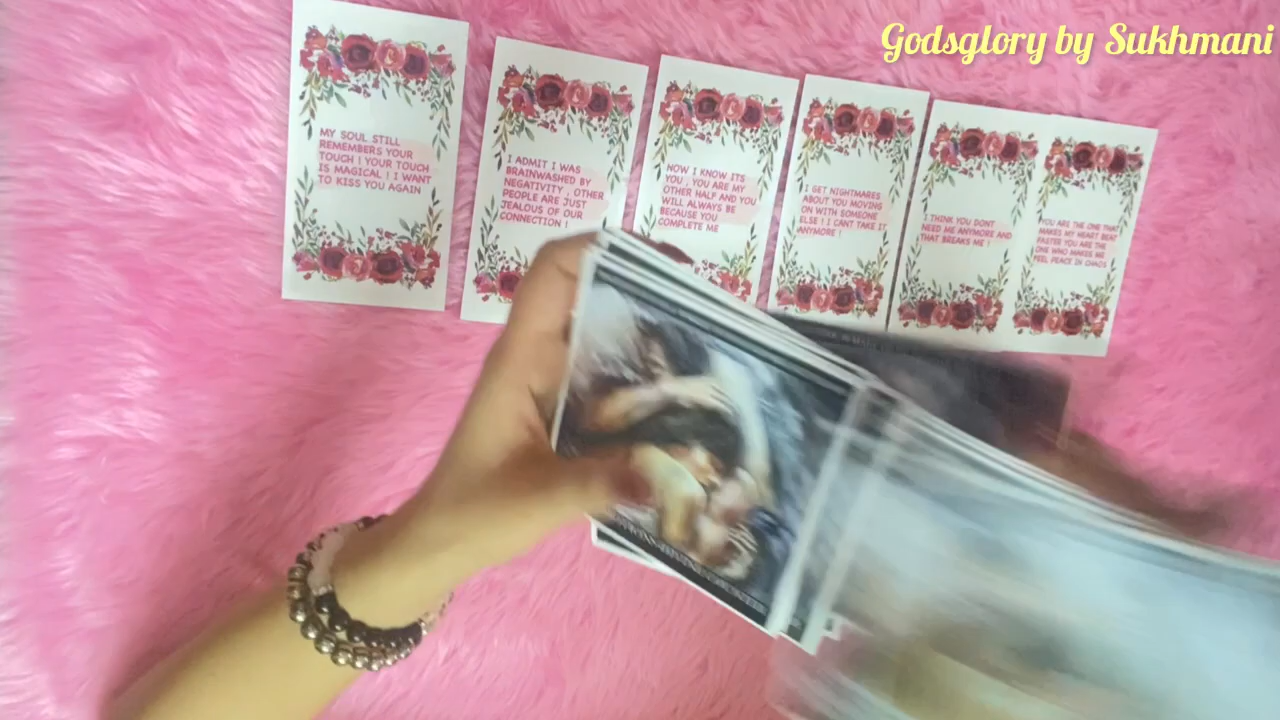 Godsglory by Sukhmani
MY SOUL STILL
REMEMBERS YOUR
TOUCH ! YOUR TOUCH
IS MAGICAL ! I WANT
TO KISS YOU AGAIN
I ADMIT I WAS
BRAINWASHED BY
NEGATIVITY , OTHER
PEOPLE ARE JUST
JEALOUS OF OUR
CONNECTION !
NOW I KNOW ITS
YOU , YOU ARE MY
OTHER HALF AND YOU
WILL ALWAYS BE
BECAUSE YOU
COMPLETE ME
I GET NIGHTMARES
ABOUT YOU MOVING
ON WITH SOMEONE
ELSE ! I CANT TAKE IT
ANYMORE !
I THINK YOU DONT
NEED ME ANYMORE AND
THAT BREAKS ME !
YOU ARE THE ONE THAT
MAKES MY HEART BEAT
FASTER YOU ARE THE
ONE WHO MAKES ME
FEEL PEACE IN CHAOS